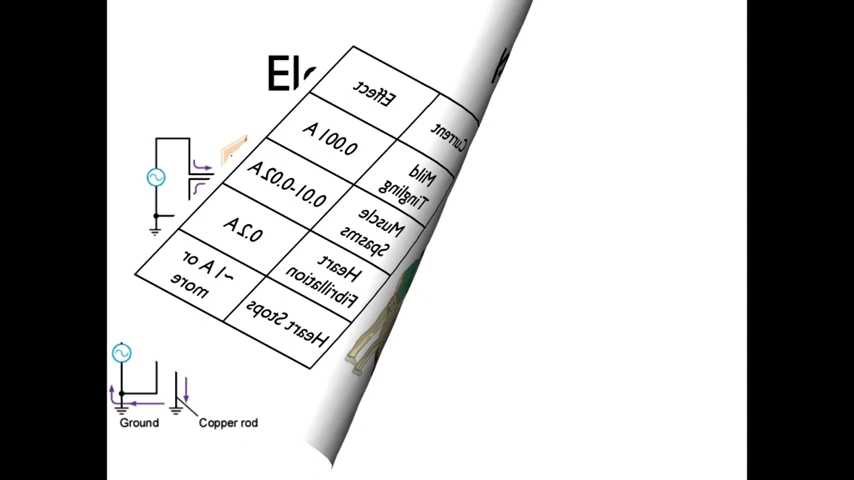 Effect
Current
0.001 A
Mild
Tingling
0.01-0.02 A
Muscle
Spasms
0.2 A
Heart
Fibrillation
~1 A or
more
Heart Stops
Ground
Copper rod